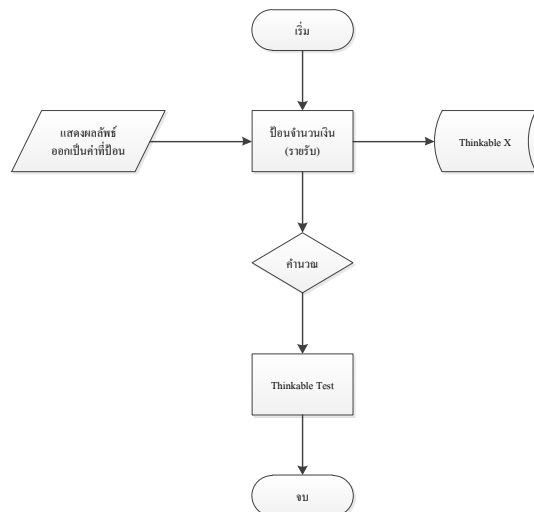 เริ่ม
แสดงผลลัพธ์
ออกเป็นค่าที่ป้อน
ป้อนจำนวนเงิน
(รายรับ)
Thinkable X
คำนวณ
Thinkable Test
จบ